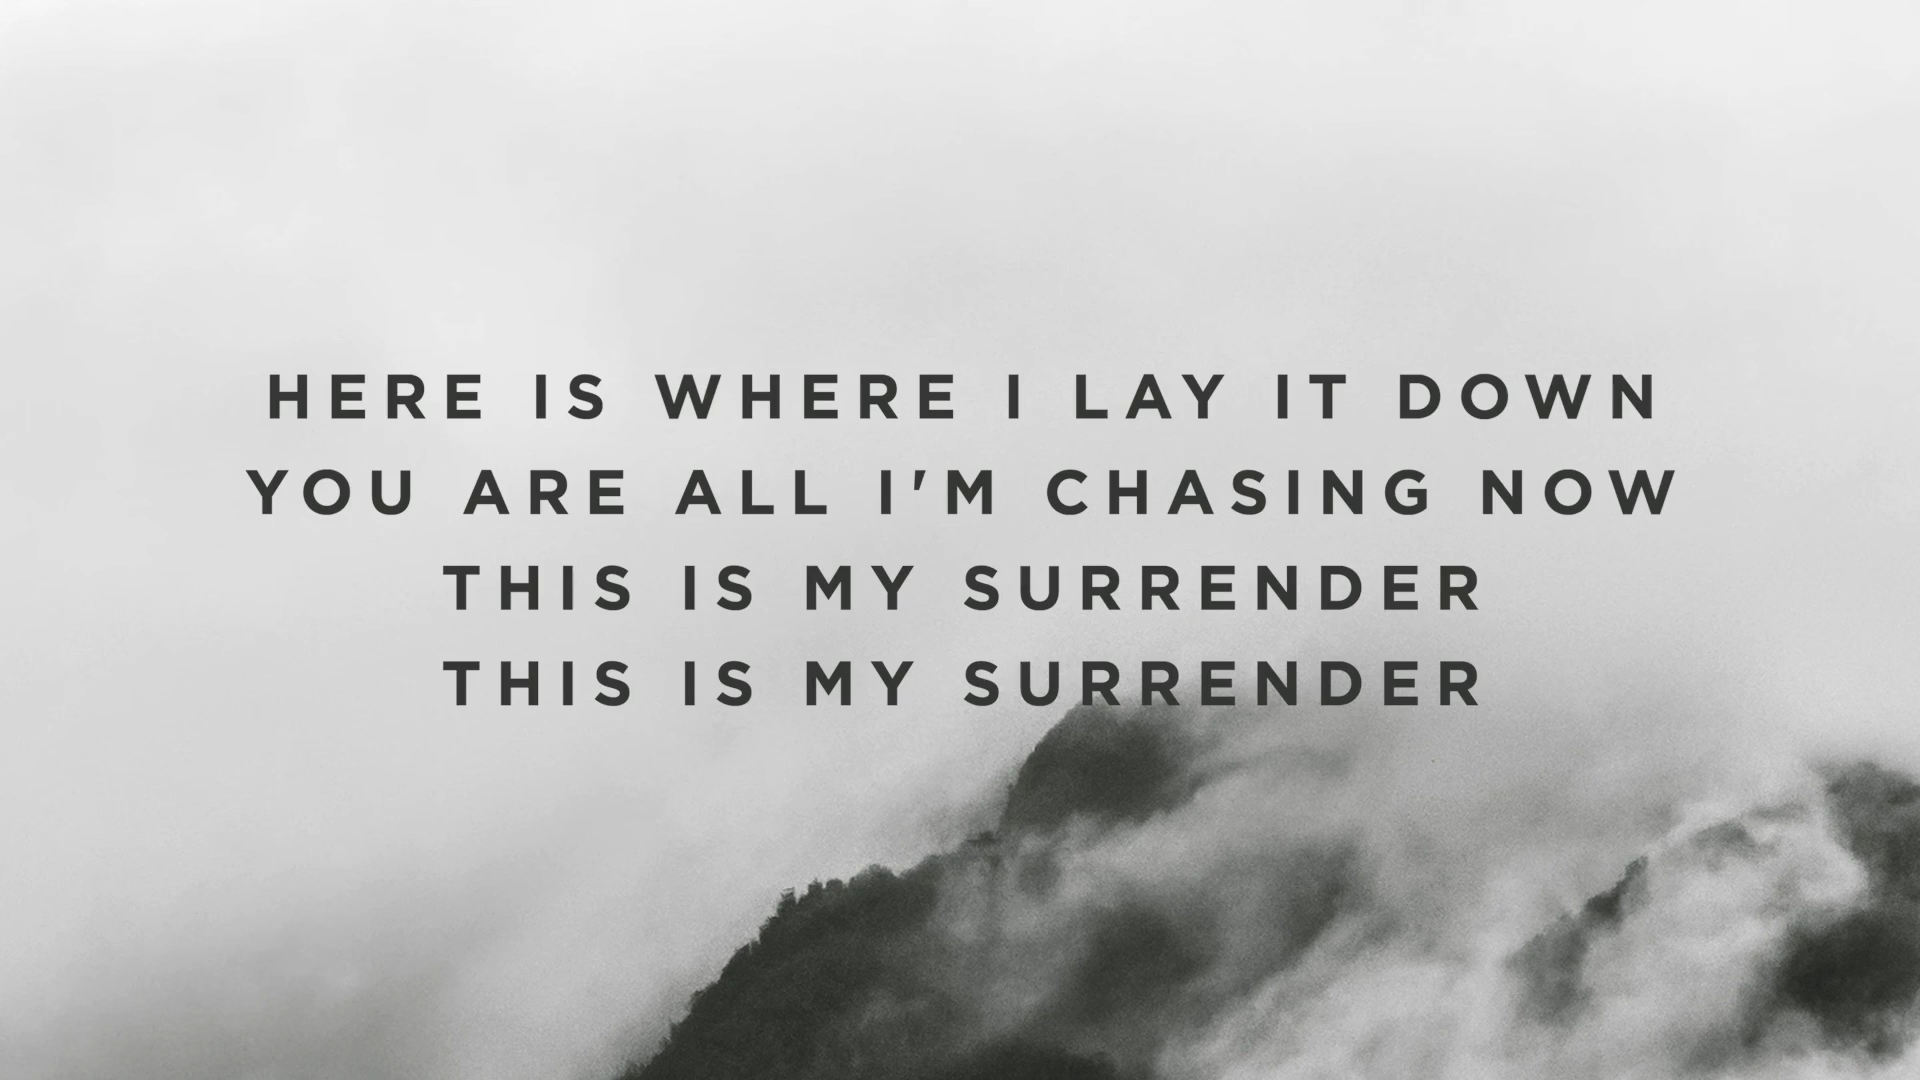 HERE IS WHERE I LAY IT DOWN
YOU ARE ALL I'M CHASING NOW
THIS IS MY SURRENDER
THIS IS MY SURRENDER